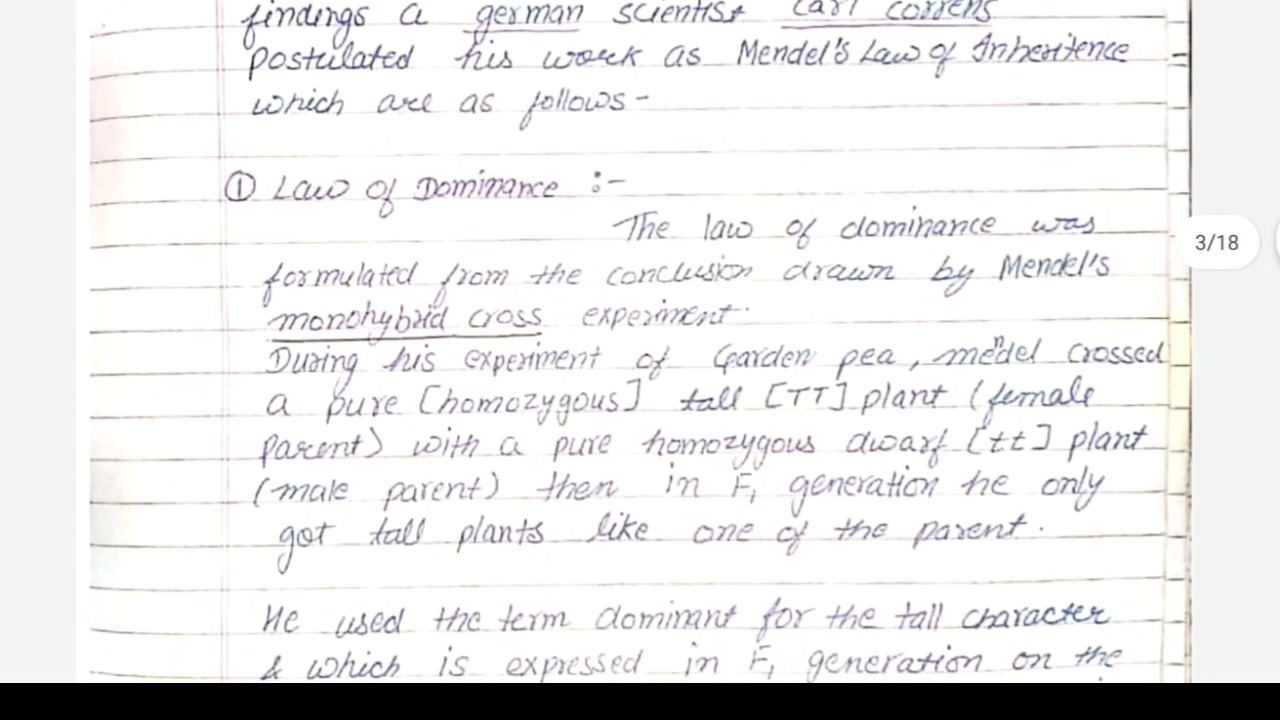 findings a german scientist Carl Correns
Postulated his work as Mendel's Law of Inheritence
which are as follows -
① Law of Dominance :-
The law of dominance was
3/18
formulated from the conclusion drawn by Mendel's
monohybrid cross experiment.
During his experiment of Garden pea, mendel crossed
a pure [homozygous] tall [TT] plant (female
parent) with a pure homozygous dwarf [tt] plant
(male parent) then in F₁ generation he only
got tall plants like one of the parent.
He used the term dominant for the tall character
& which is expressed in F₁ generation on the